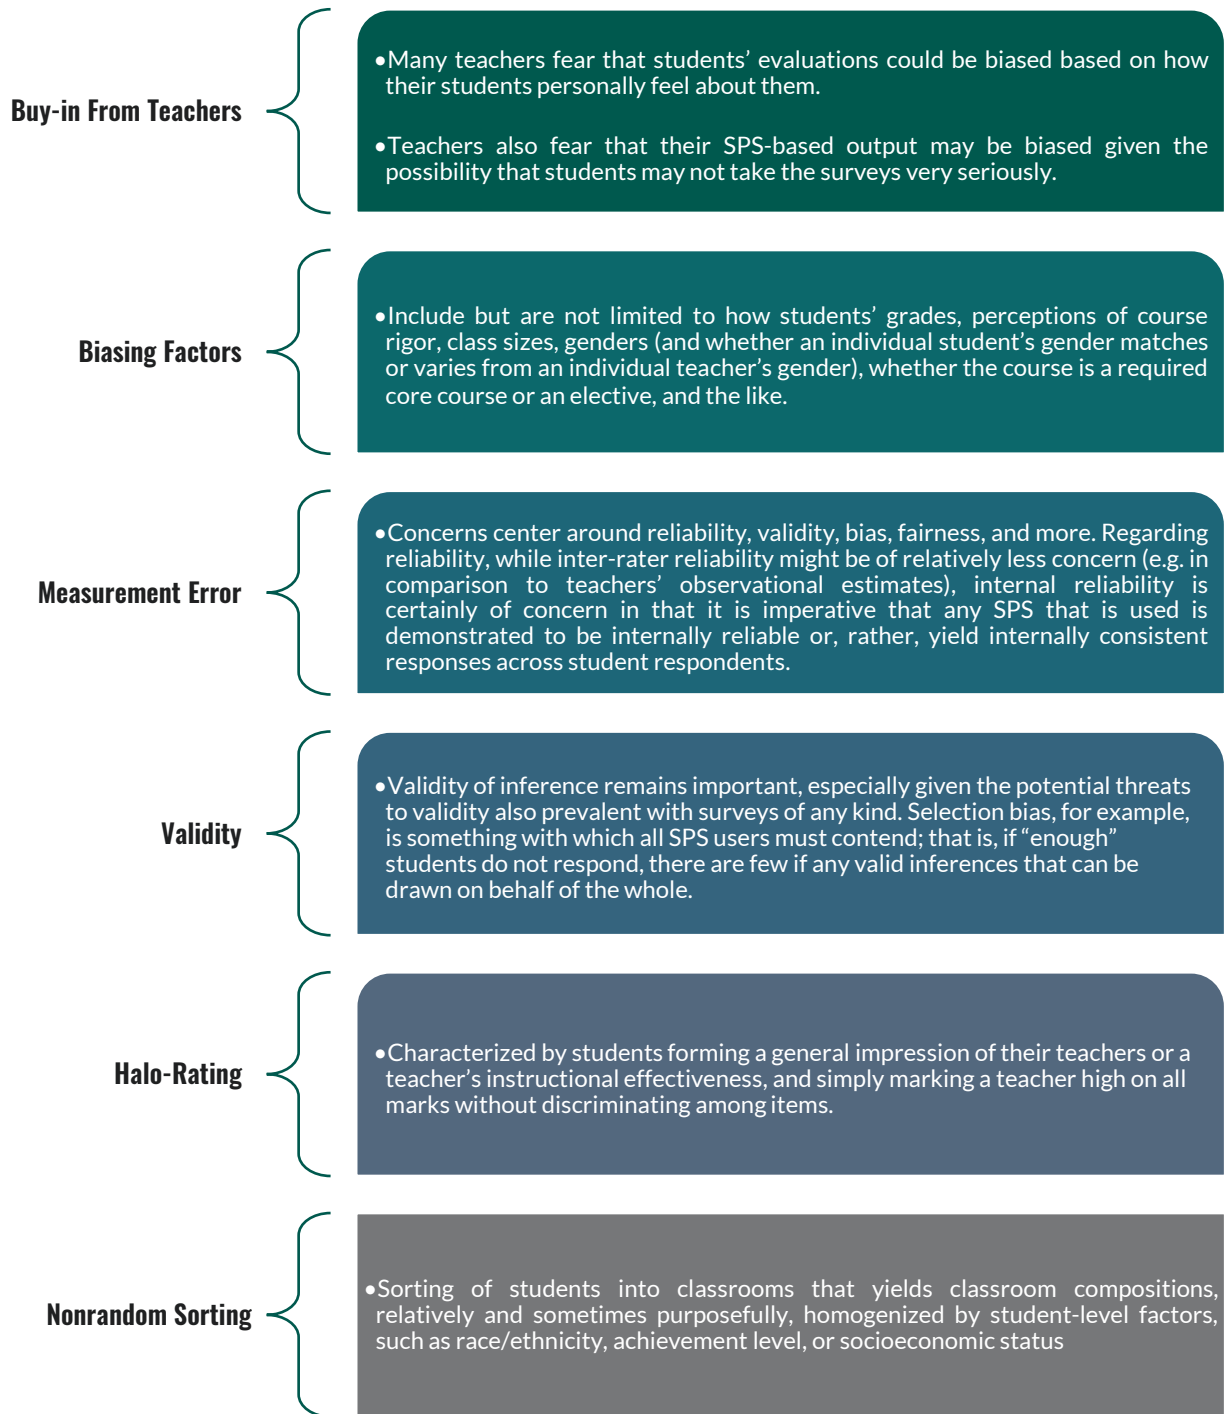 Buy-in From Teachers
•Many teachers fear that students’ evaluations could be biased based on how
their students personally feel about them.
•Teachers also fear that their SPS-based output may be biased given the
possibility that students may not take the surveys very seriously.
Biasing Factors
•Include but are not limited to how students’ grades, perceptions of course
rigor, class sizes, genders (and whether an individual student’s gender matches
or varies from an individual teacher’s gender), whether the course is a required
core course or an elective, and the like.
Measurement Error
•Concerns center around reliability, validity, bias, fairness, and more. Regarding
reliability, while inter-rater reliability might be of relatively less concern (e.g. in
comparison to teachers’ observational estimates), internal reliability is
certainly of concern in that it is imperative that any SPS that is used is
demonstrated to be internally reliable or, rather, yield internally consistent
responses across student respondents.
Validity
•Validity of inference remains important, especially given the potential threats
to validity also prevalent with surveys of any kind. Selection bias, for example,
is something with which all SPS users must contend; that is, if “enough”
students do not respond, there are few if any valid inferences that can be
drawn on behalf of the whole.
Halo-Rating
•Characterized by students forming a general impression of their teachers or a
teacher’s instructional effectiveness, and simply marking a teacher high on all
marks without discriminating among items.
Nonrandom Sorting
•Sorting of students into classrooms that yields classroom compositions,
relatively and sometimes purposefully, homogenized by student-level factors,
such as race/ethnicity, achievement level, or socioeconomic status